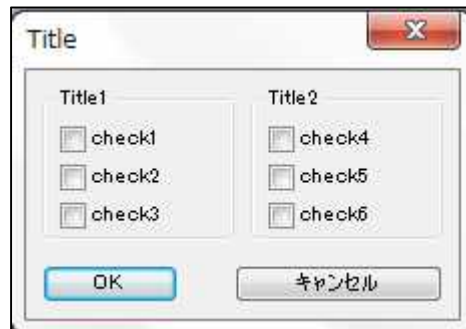 Title
Title1
check1
check2
check3
Title2
check4
check5
check6
OK
キャンセル